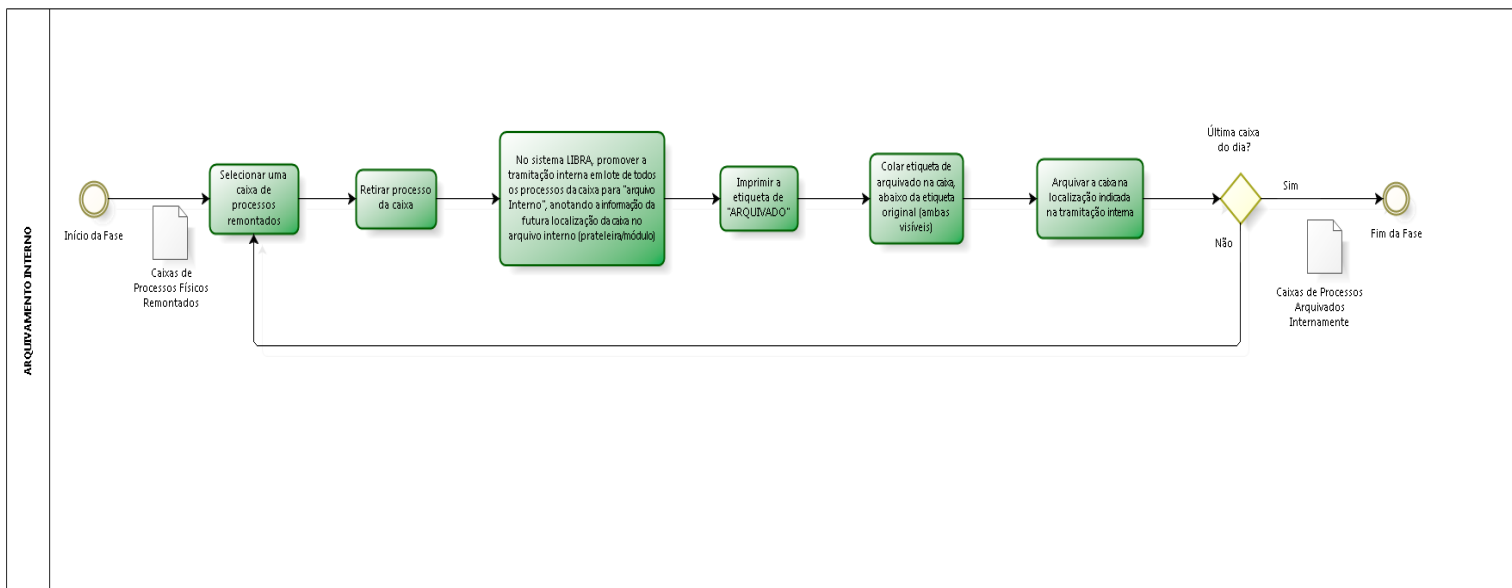 ARQUIVAMENTO INTERNO
Início da Fase
Caixas de
Processos Físicos
Remontados
Selecionar uma
caixa de
processos
remontados
Retirar processo
da caixa
No sistema LIBRA, promover a
tramitação interna em lote de todos
os processos da caixa para "arquivo
Interno", anotando a informação da
futura localização da caixa no
arquivo interno (prateleira/módulo)
Imprimir a
etiqueta de
"ARQUIVADO"
Colar etiqueta de
arquivado na caixa,
abaixo da etiqueta
original (ambas
visíveis)
Arquivar a caixa na
localização indicada
na tramitação interna
Última caixa
do dia?
Sim
Não
Fim da Fase
Caixas de Processos
Arquivados
Internamente